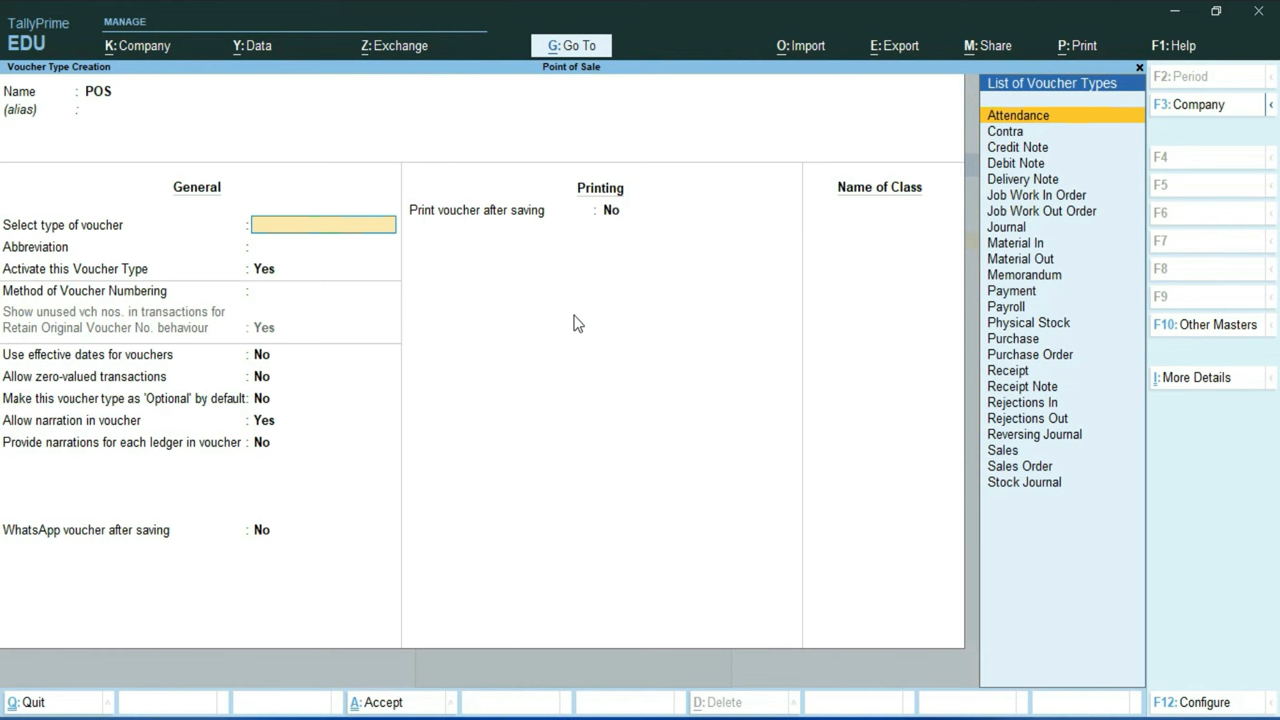 TallyPrime
EDU
MANAGE
K: Company
Y: Data
Z: Exchange
G: Go To
O: Import
E: Export
M: Share
P: Print
F1: Help
Voucher Type Creation
Point of Sale
x
Name : POS
(alias) :
General
Select type of voucher :
Abbreviation :
Activate this Voucher Type : Yes
Method of Voucher Numbering :
Show unused vch nos. in transactions for
Retain Original Voucher No. behaviour : Yes
Use effective dates for vouchers : No
Allow zero-valued transactions : No
Make this voucher type as 'Optional' by default : No
Allow narration in voucher : Yes
Provide narrations for each ledger in voucher : No
WhatsApp voucher after saving : No
Printing
Print voucher after saving : No
Name of Class
List of Voucher Types
Attendance
Contra
Credit Note
Debit Note
Delivery Note
Job Work In Order
Job Work Out Order
Journal
Material In
Material Out
Memorandum
Payment
Payroll
Physical Stock
Purchase
Purchase Order
Receipt
Receipt Note
Rejections In
Rejections Out
Reversing Journal
Sales
Sales Order
Stock Journal
F2: Period
F3: Company
F4
F5
F6
F7
F8
F9
F10: Other Masters
I: More Details
Q: Quit
A: Accept
D: Delete
F12: Configure